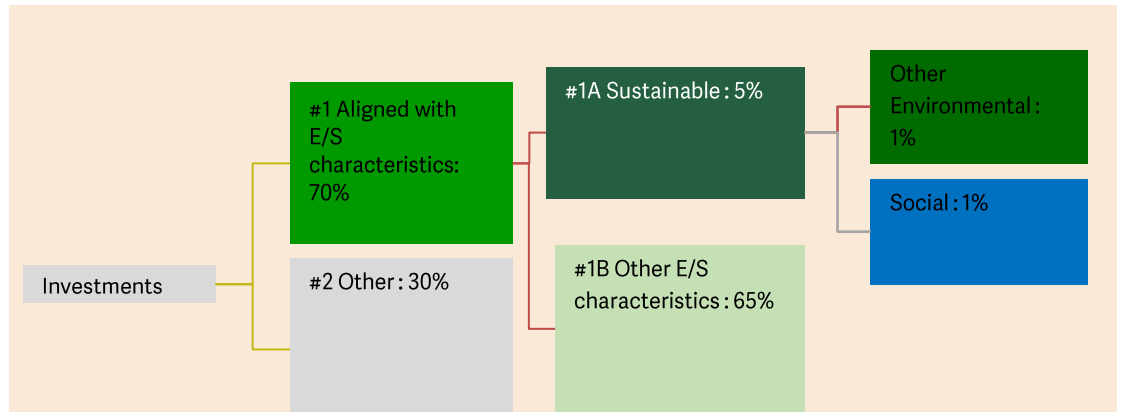 Investments
#1 Aligned with
E/S
characteristics:
70%
#2 Other : 30%
#1A Sustainable : 5%
#1B Other E/S
characteristics : 65%
Other
Environmental :
1%
Social : 1%